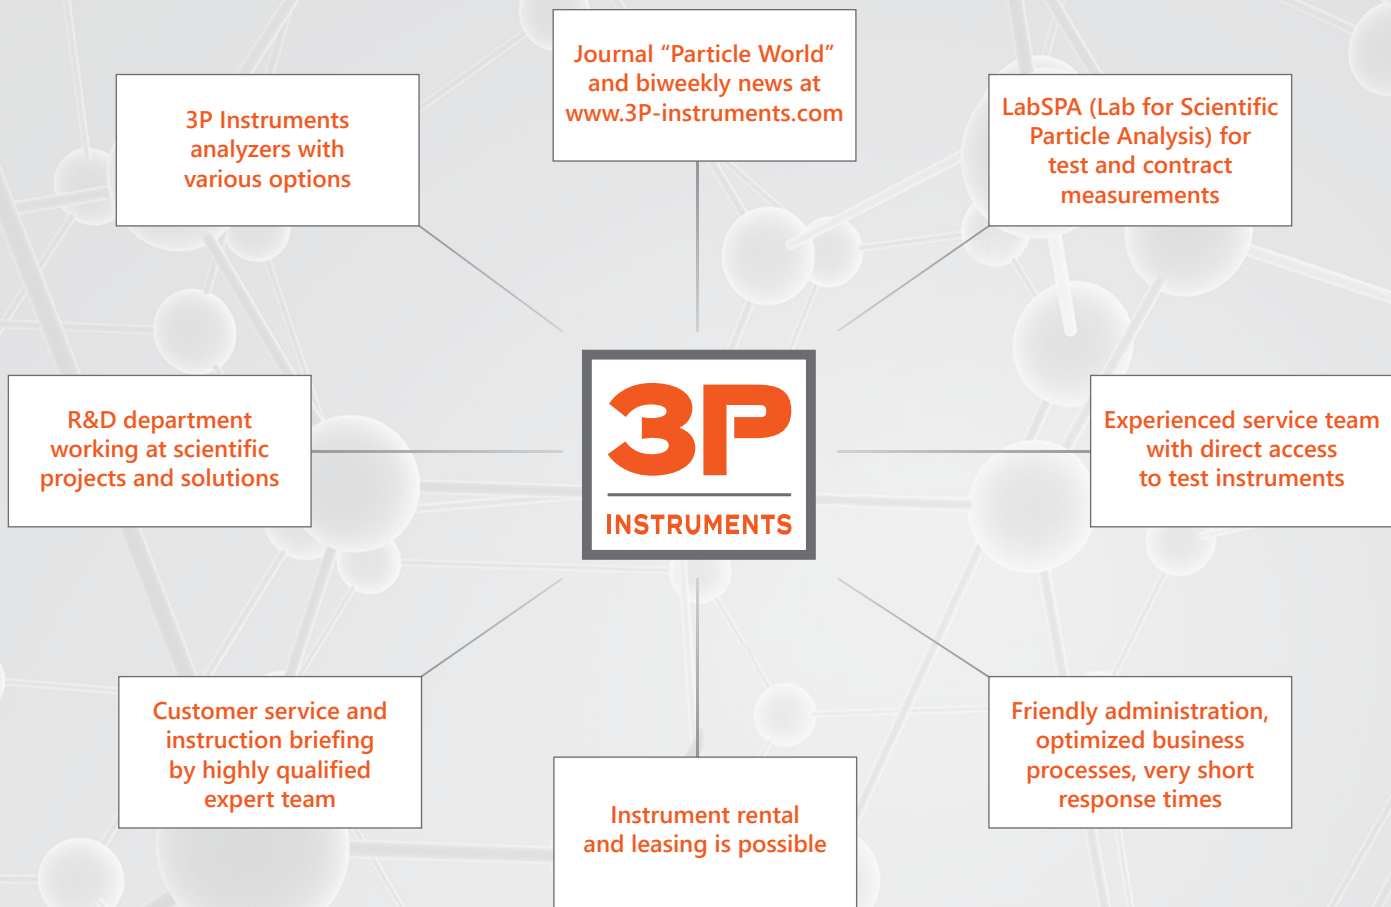 Journal “Particle World”
and biweekly news at
www.3P-instruments.com
3P Instruments
analyzers with
various options
LabSPA (Lab for Scientific
Particle Analysis) for
test and contract
measurements
R&D department
working at scientific
projects and solutions
3P
INSTRUMENTS
Experienced service team
with direct access
to test instruments
Customer service and
instruction briefing
by highly qualified
expert team
Instrument rental
and leasing is possible
Friendly administration,
optimized business
processes, very short
response times